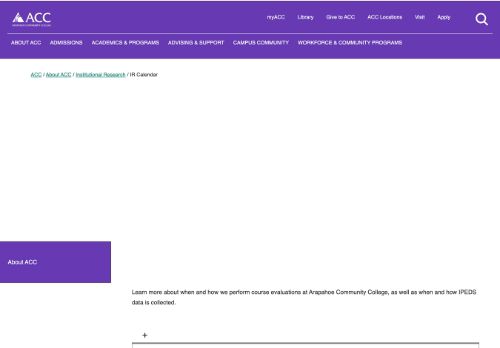 ACC
ARAPAHOE COMMUNITY COLLEGE
myACC Library Give to ACC ACC Locations Visit Apply
ABOUT ACC ADMISSIONS ACADEMICS & PROGRAMS ADVISING & SUPPORT CAMPUS COMMUNITY WORKFORCE & COMMUNITY PROGRAMS
ACC / About ACC / Institutional Research / IR Calendar
About ACC
Learn more about when and how we perform course evaluations at Arapahoe Community College, as well as when and how IPEDS
data is collected.
+